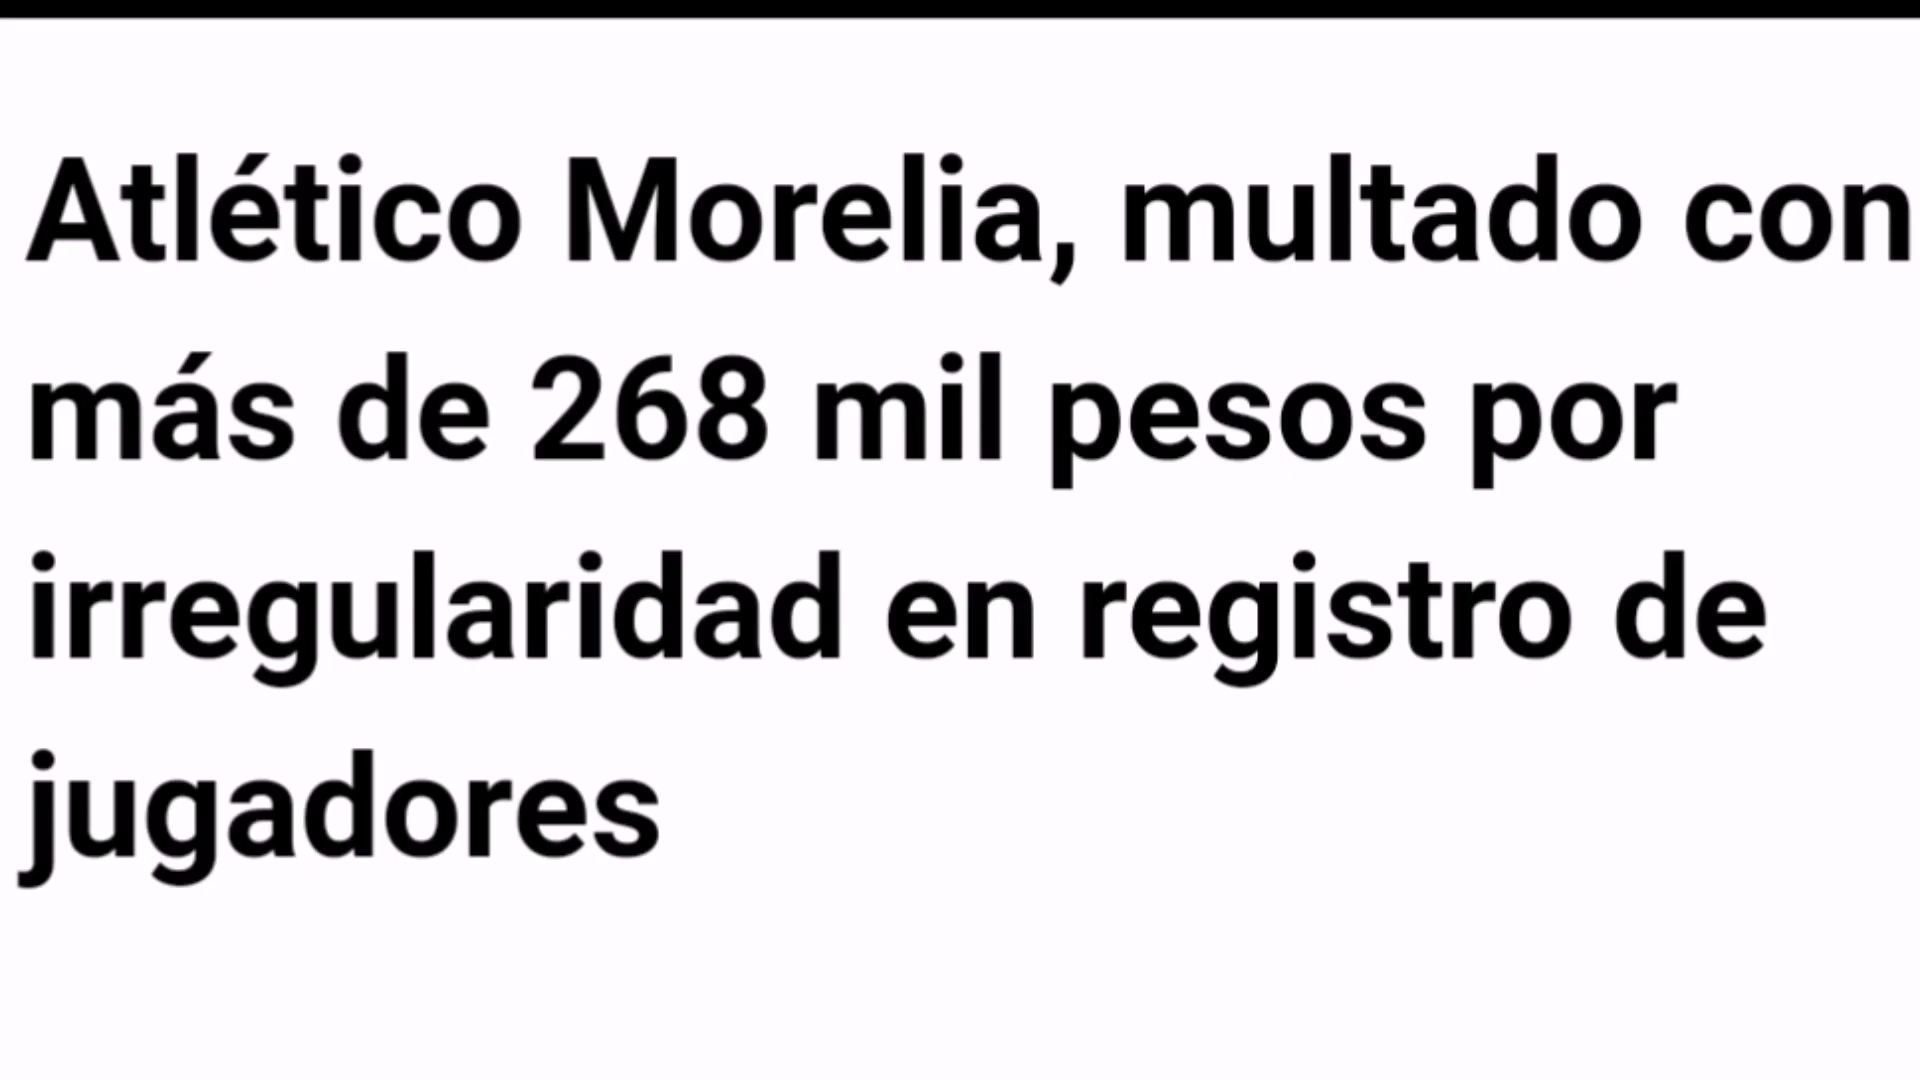 Atlético Morelia, multado con
más de 268 mil pesos por
irregularidad en registro de
jugadores